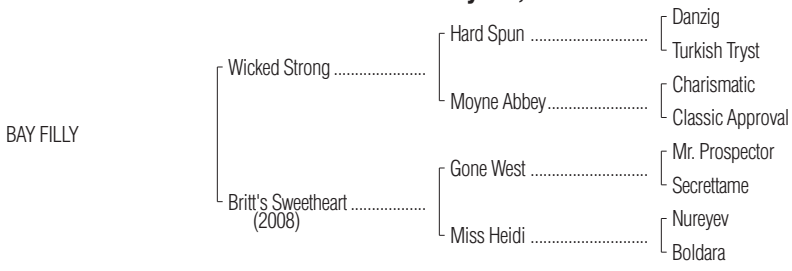 Danzig
Hard Spun ..........................
Turkish Tryst
Wicked Strong .....................
Charismatic
Moyne Abbey.......................
Classic Approval
BAY FILLY
Mr. Prospector
Gone West ..........................
Secrettame
Britt's Sweetheart .................
(2008)
Nureyev
Miss Heidi ...........................
Boldara